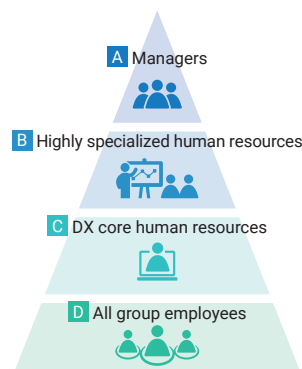 A Managers
B Highly specialized human resources
C DX core human resources
D All group employees